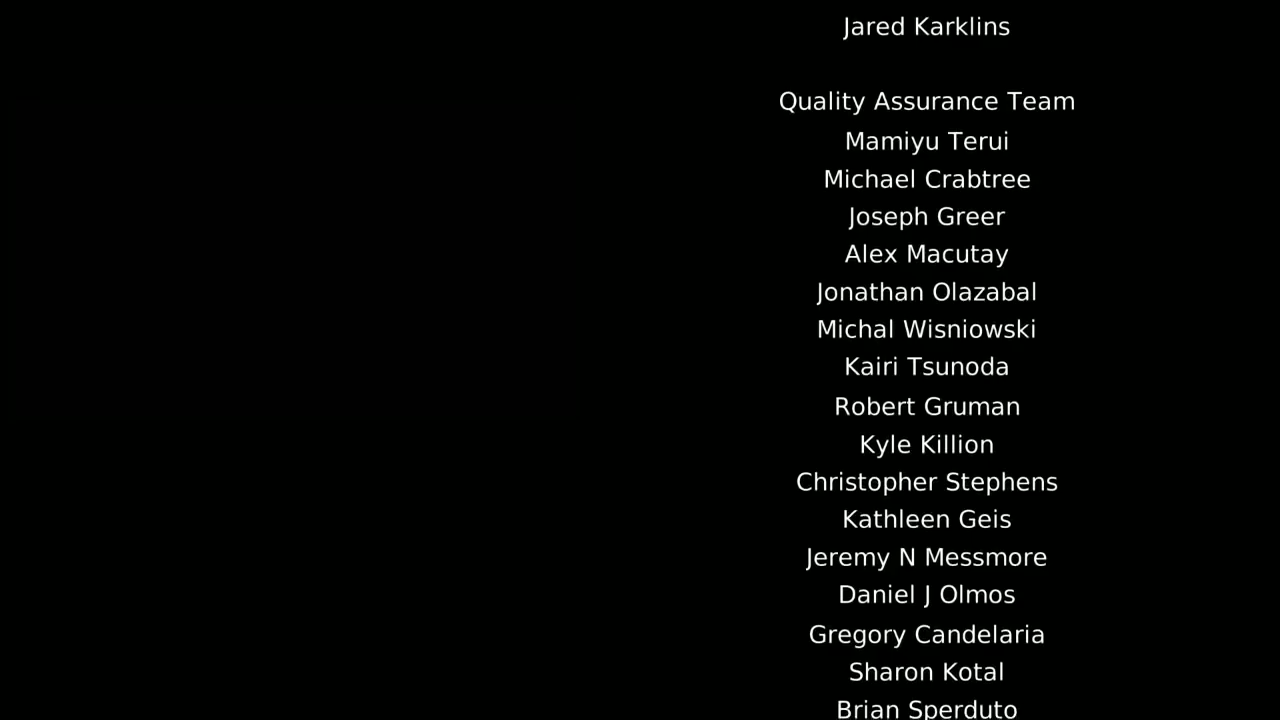 Jared Karklins
Quality Assurance Team
Mamiyu Terui
Michael Crabtree
Joseph Greer
Alex Macutay
Jonathan Olazabal
Michal Wisniowski
Kairi Tsunoda
Robert Gruman
Kyle Killion
Christopher Stephens
Kathleen Geis
Jeremy N Messmore
Daniel J Olmos
Gregory Candelaria
Sharon Kotal
Brian Sperduto